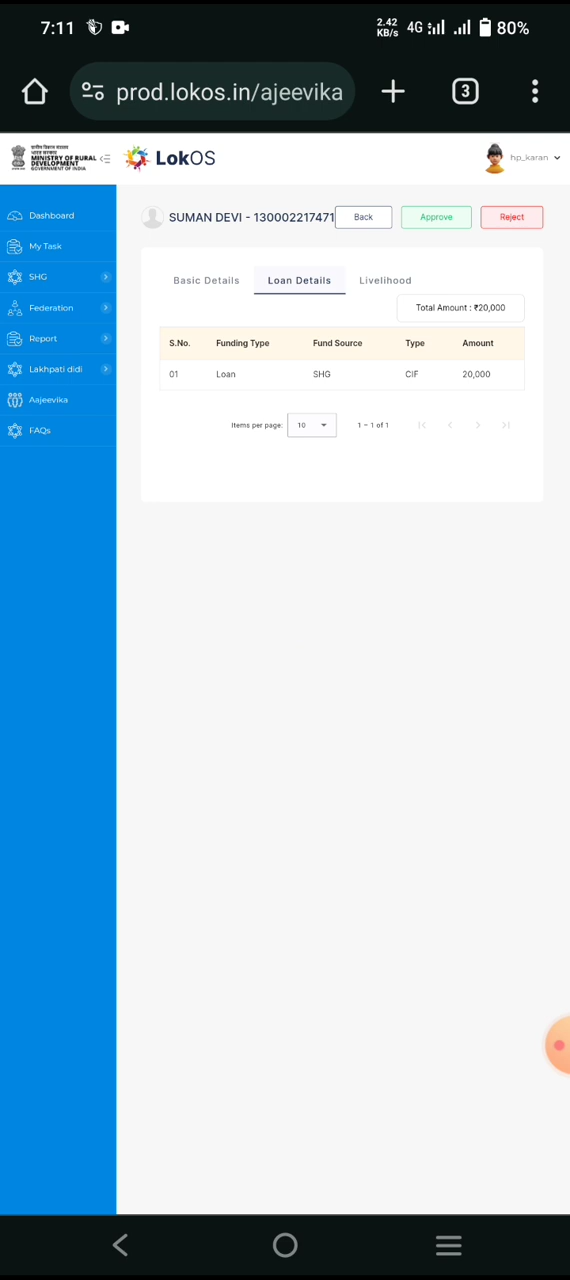 7:11
2.42 KB/s 4G 80%
prod.lokos.in/ajeevika
3
ग्रामीण विकास मंत्रालय
भारत सरकार
MINISTRY OF RURAL
DEVELOPMENT
GOVERNMENT OF INDIA
LokOS
hp_karan
Dashboard
My Task
SHG
Federation
Report
Lakhpati didi
Aajeevika
FAQs
SUMAN DEVI - 130002217471
Back
Approve
Reject
Basic Details
Loan Details
Livelihood
Total Amount : ₹20,000
S.No. Funding Type Fund Source Type Amount
01 Loan SHG CIF 20,000
Items per page: 10 1 – 1 of 1